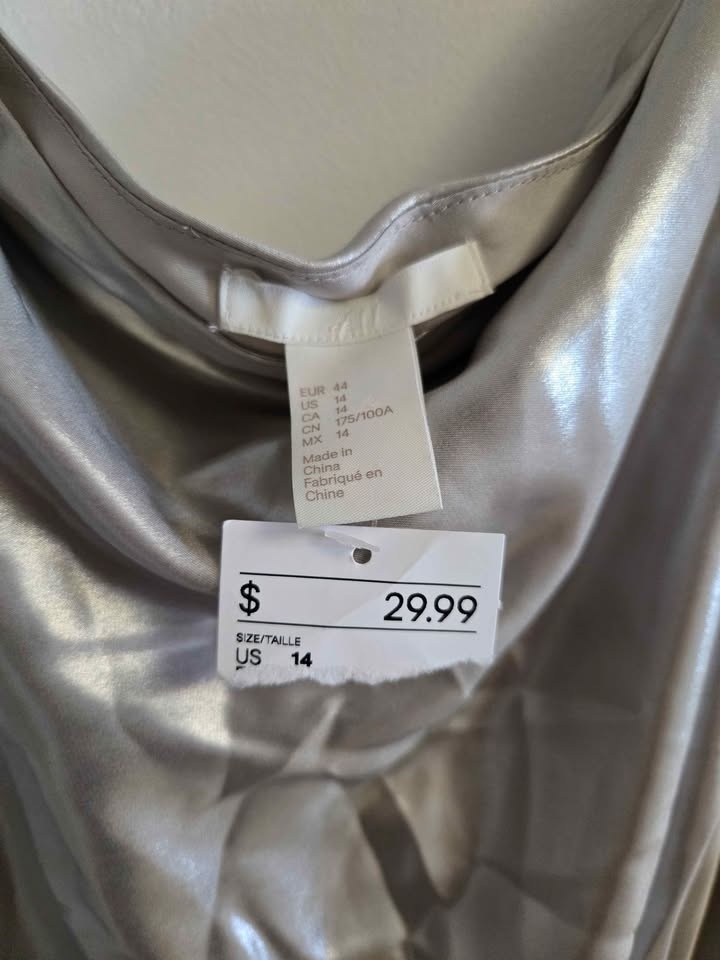 EUR 44
US 14
CA 14
CN 175/100A
MX 14
Made in
China
Fabriqué en
Chine
$ 29.99
SIZE/TAILLE
US 14